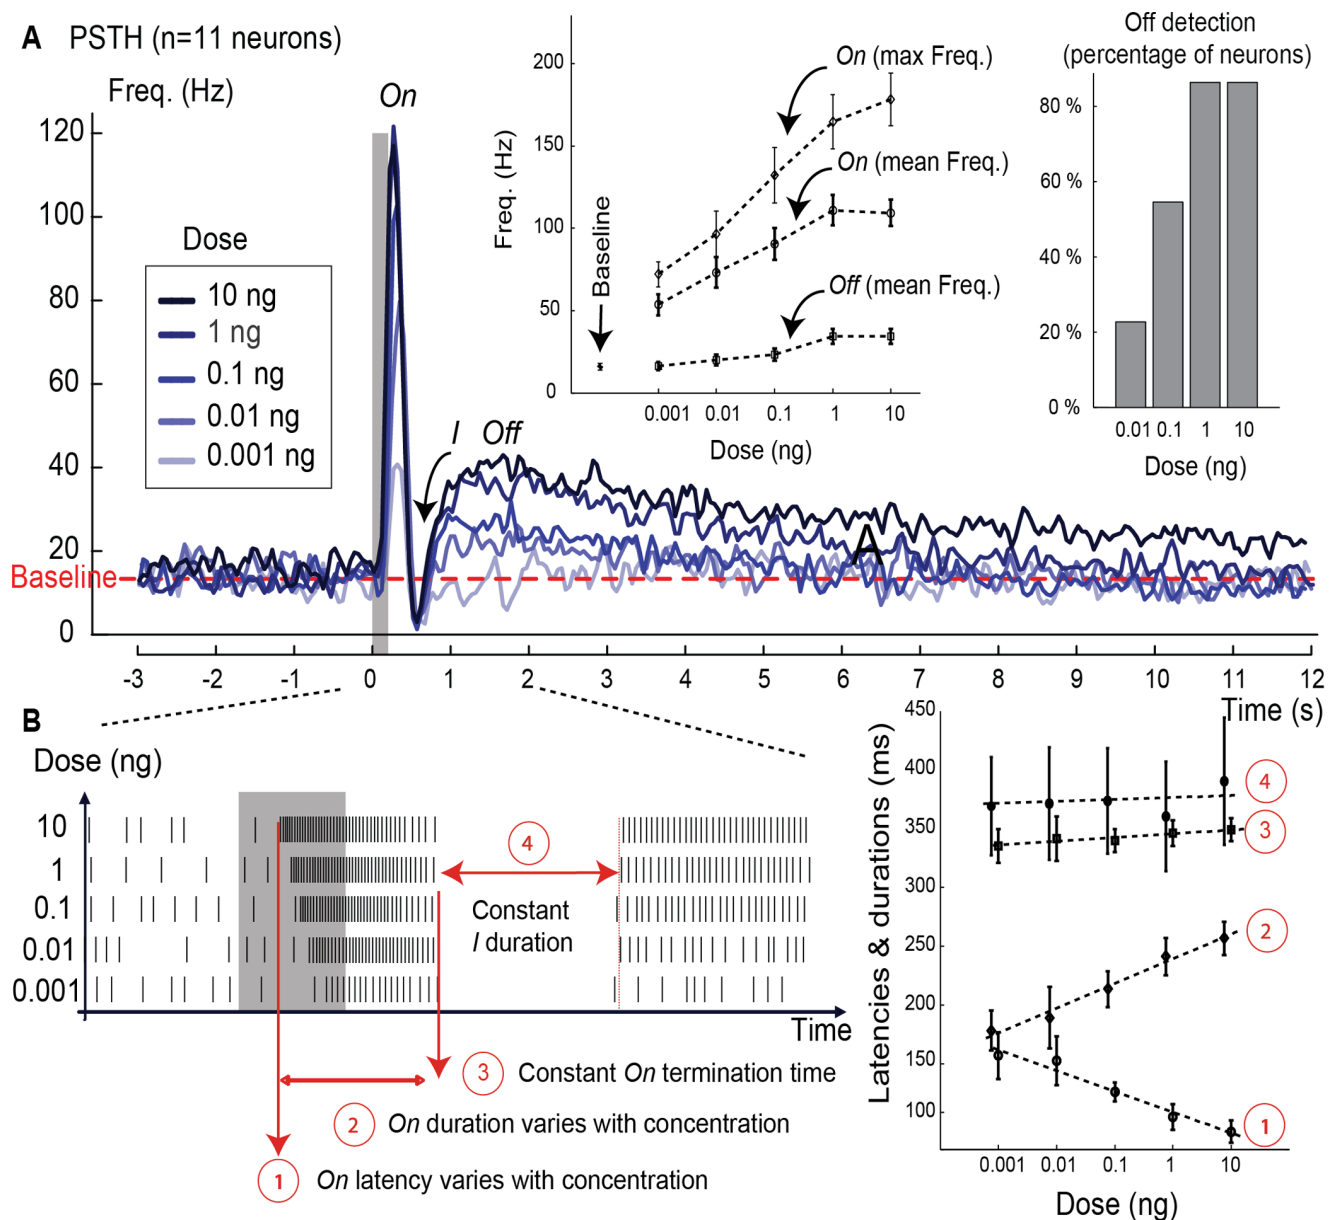 A PSTH (n=11 neurons)
Freq. (Hz)
On
120
100
80
60
40
20
0
Baseline
Dose
10 ng
1 ng
0.1 ng
0.01 ng
0.001 ng
I Off
-3 -2 -1 0 1 2 3 4 5 6 7 8 9 10 11 12
Time (s)
Freq. (Hz)
200
150
100
50
0
Baseline
On (max Freq.)
On (mean Freq.)
Off (mean Freq.)
0.001 0.01 0.1 1 10
Dose (ng)
Off detection
(percentage of neurons)
80 %
60 %
40 %
20 %
0 %
0.01 0.1 1 10
Dose (ng)
B
Dose (ng)
10
1
0.1
0.01
0.001
4
Constant
I duration
Time
3 Constant On termination time
2 On duration varies with concentration
1 On latency varies with concentration
Latencies & durations (ms)
450
400
350
300
250
200
150
100
4
3
2
1
0.001 0.01 0.1 1 10
Dose (ng)